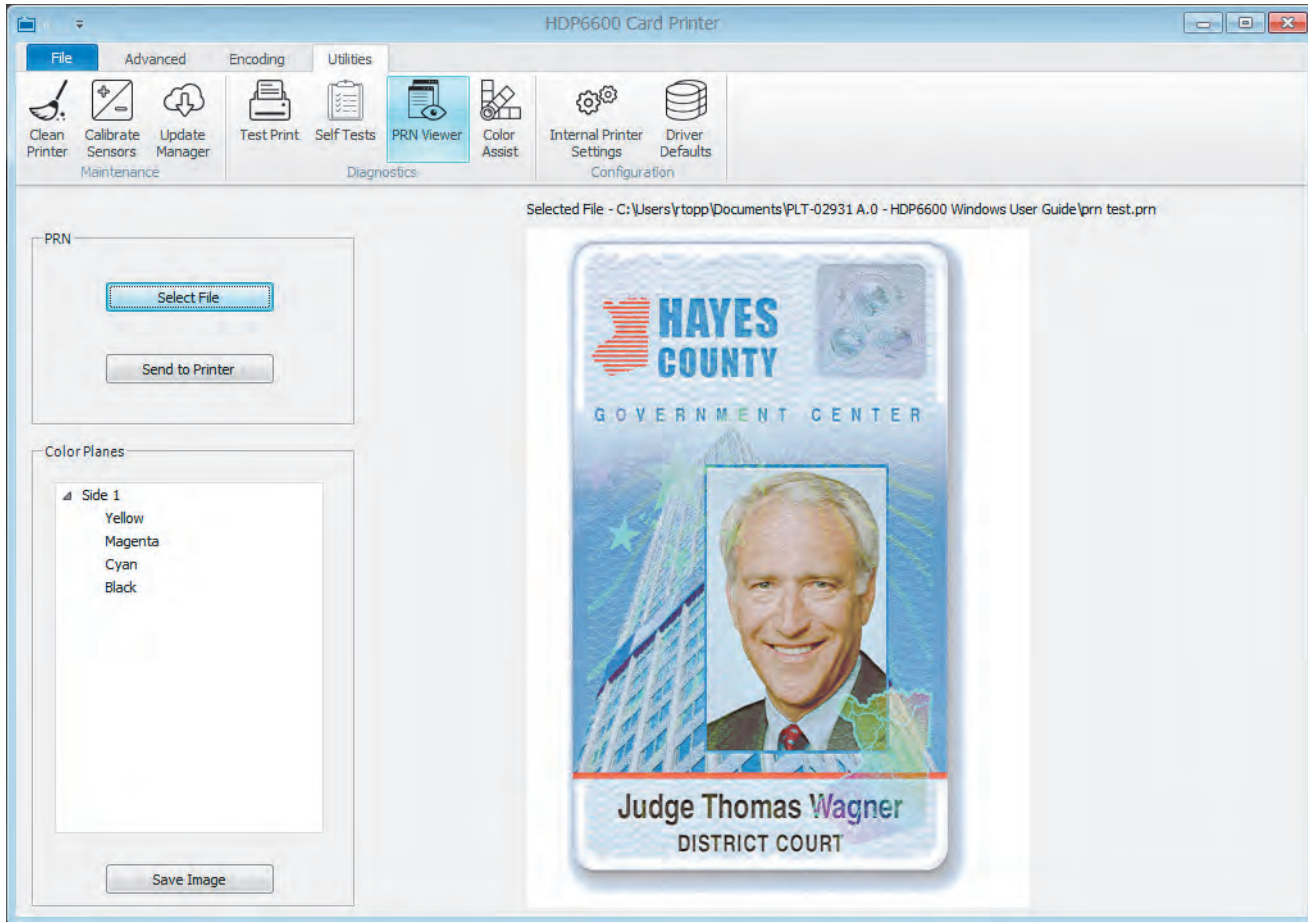 HDP6600 Card Printer
File Advanced Encoding Utilities
Clean Printer
Calibrate Sensors
Update Manager
Test Print
Self Tests
PRN Viewer
Color Assist
Internal Printer Settings
Driver Defaults
Maintenance Diagnostics Configuration
Selected File - C:\Users\rtopp\Documents\PLT-02931 A.0 - HDP6600 Windows User Guide\prn test.prn
PRN
Select File
Send to Printer
Color Planes
Side 1
Yellow
Magenta
Cyan
Black
Save Image
HAYES
COUNTY
GOVERNMENT CENTER
Judge Thomas Wagner
DISTRICT COURT